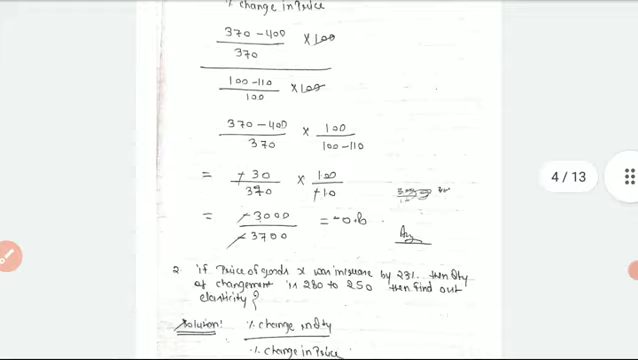 % change in Price
370 - 400 / 370 × 100
100 - 110 / 100 × 100
370 - 400 / 370 × 100 / 100 - 110
= -30 / 370 × 100 / -10
= -3000 / -3700 = -0.8
Ans
2. if Price of goods x was increase by 23%. then Qty
of changement is 280 to 250 then find out
elasticity?
Solution! % change in Qty
% change in Price
4 / 13